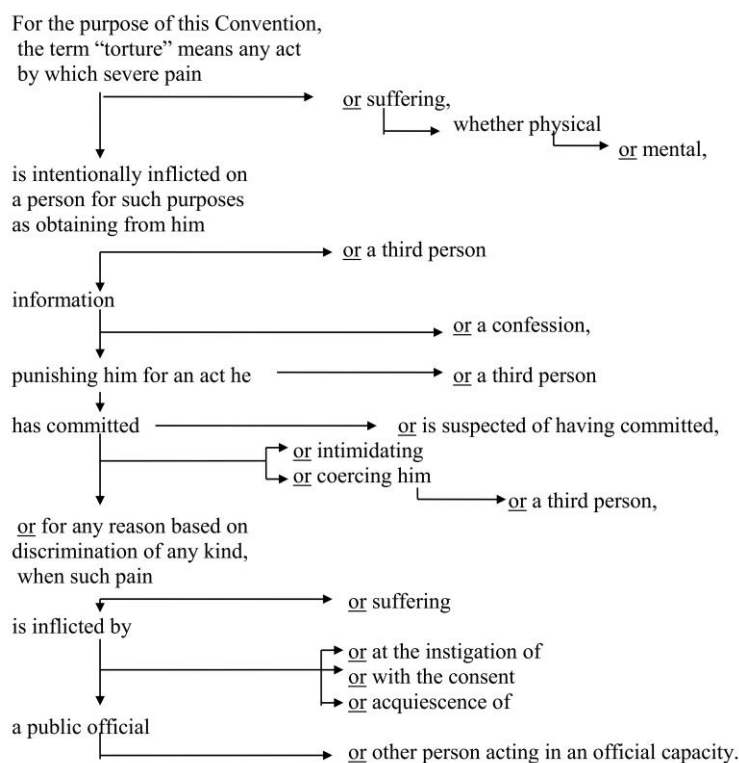 For the purpose of this Convention,
the term “torture” means any act
by which severe pain
or suffering,
whether physical
or mental,
is intentionally inflicted on
a person for such purposes
as obtaining from him
or a third person
information
or a confession,
punishing him for an act he
or a third person
has committed
or is suspected of having committed,
or intimidating
or coercing him
or a third person,
or for any reason based on
discrimination of any kind,
when such pain
or suffering
is inflicted by
or at the instigation of
or with the consent
or acquiescence of
a public official
or other person acting in an official capacity.